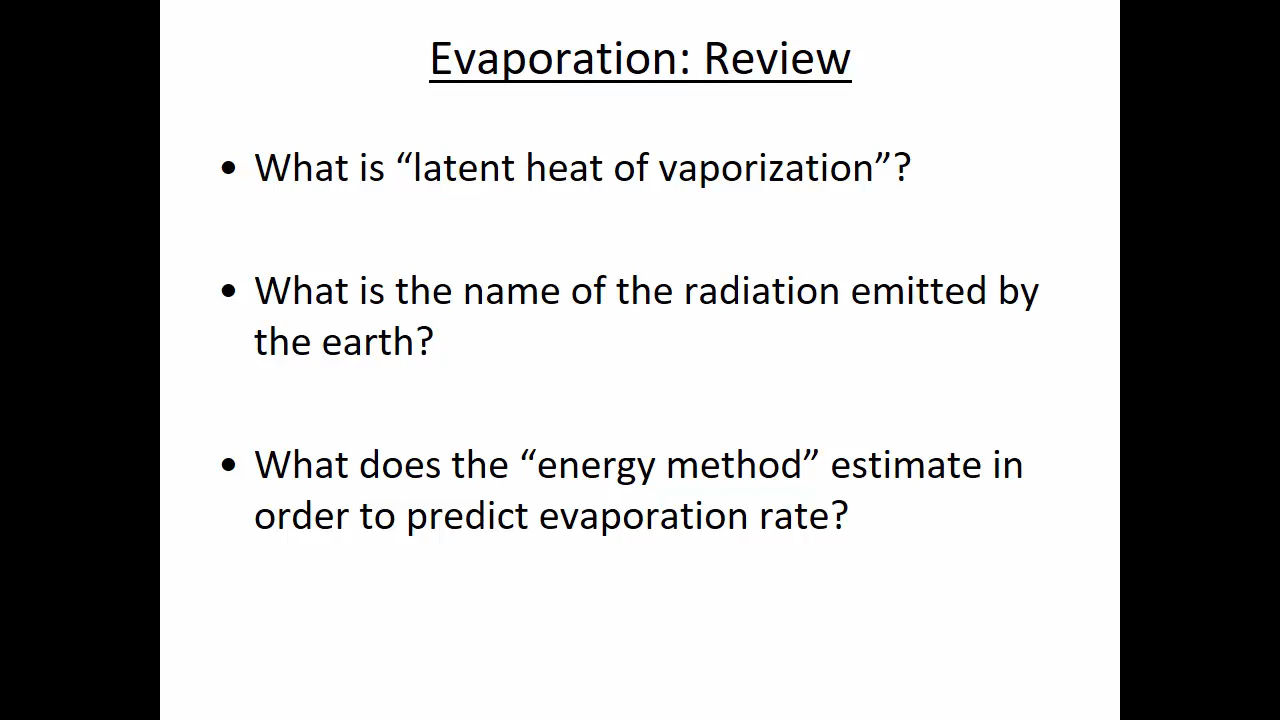 Evaporation: Review
• What is “latent heat of vaporization”?
• What is the name of the radiation emitted by
the earth?
• What does the “energy method” estimate in
order to predict evaporation rate?